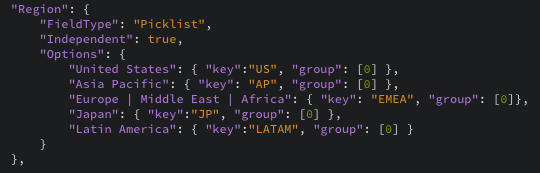 "Region": {
    "FieldType": "Picklist",
    "Independent": true,
    "Options": {
        "United States": { "key":"US", "group": [0] },
        "Asia Pacific": { "key": "AP", "group": [0] },
        "Europe | Middle East | Africa": { "key": "EMEA", "group": [0]},
        "Japan": { "key":"JP", "group": [0] },
        "Latin America": { "key":"LATAM", "group": [0] }
    }
},